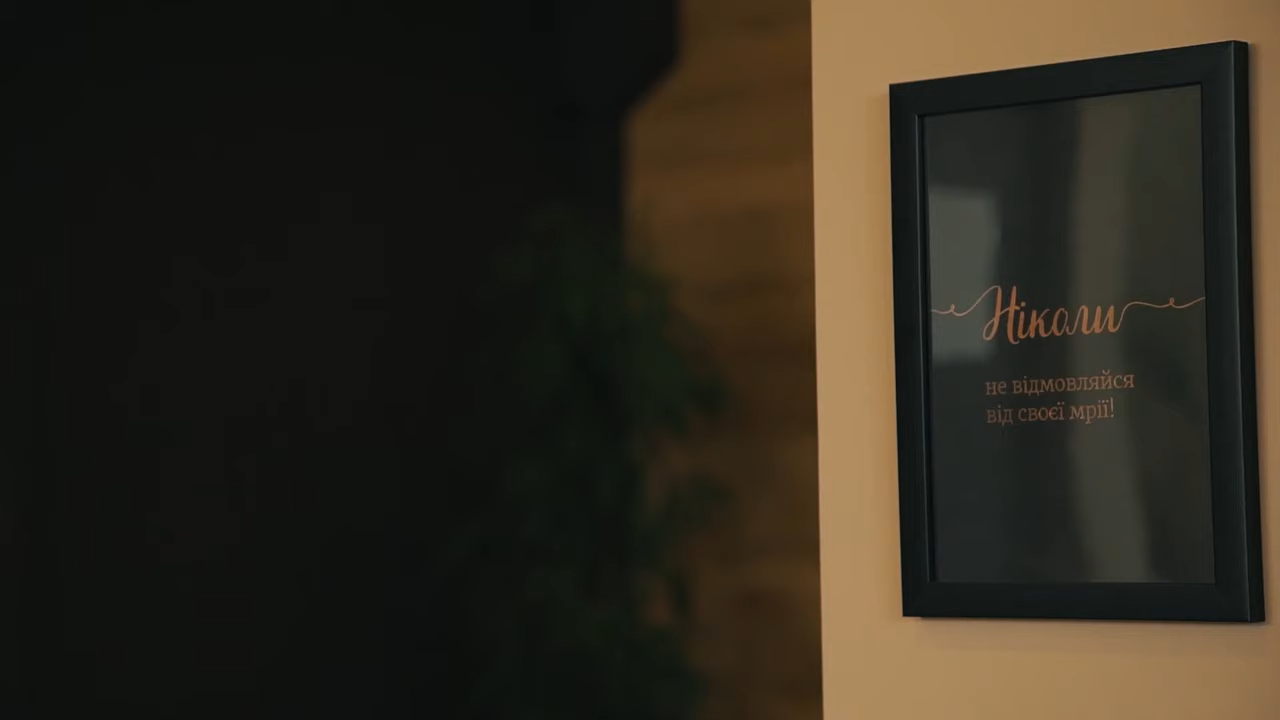 Ніколи
не відмовляйся
від своєї мрії!